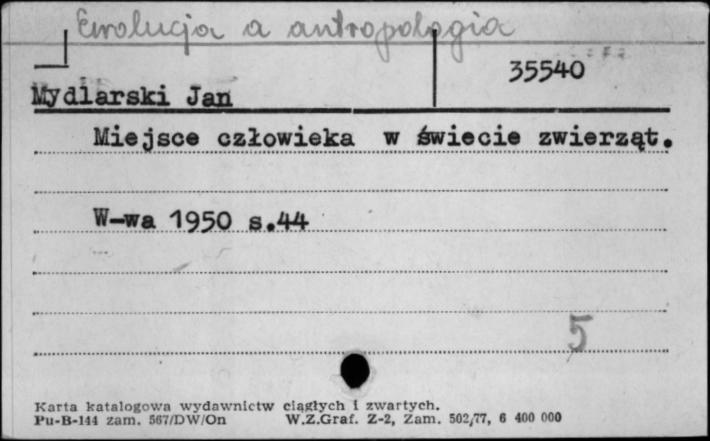 Ewolucja a antropologia
35540
Mydlarski Jan
Miejsce człowieka w świecie zwierząt.
W-wa 1950 s.44
5
Karta katalogowa wydawnictw ciągłych i zwartych.
Pu-B-144 zam. 567/DW/On W.Z.Graf. Z-2, Zam. 502/77, 6 400 000